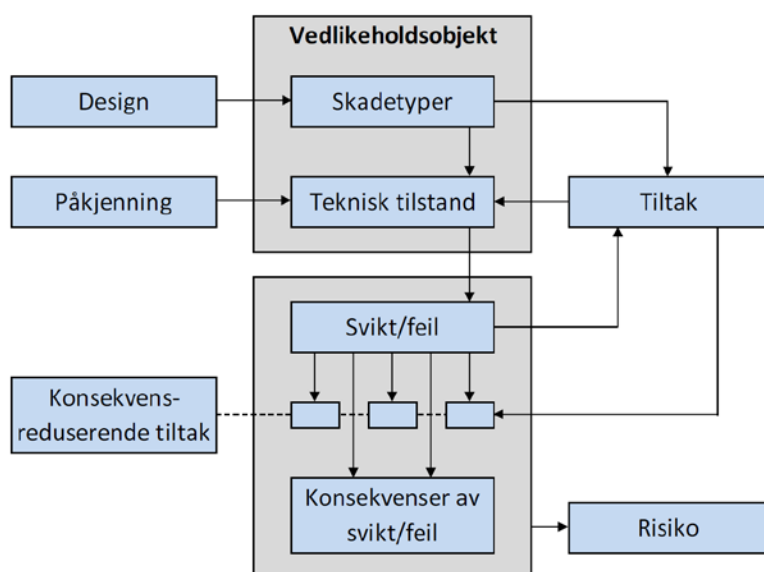 Vedlikeholdsobjekt
Design
Skadetyper
Påkjenning
Teknisk tilstand
Tiltak
Svikt/feil
Konsekvens-
reduserende tiltak
Konsekvenser av
svikt/feil
Risiko